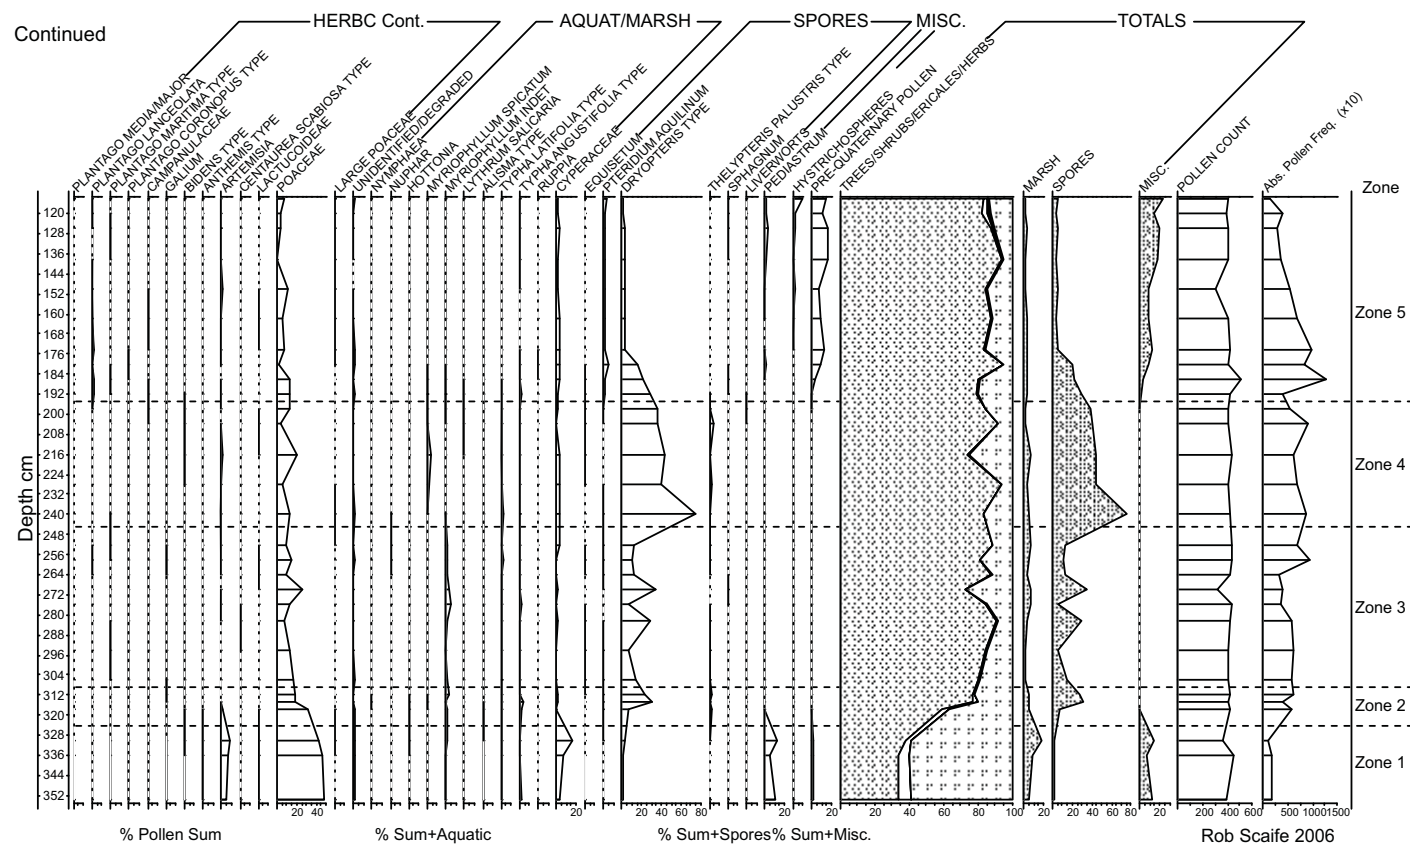 Continued
HERBC Cont.
AQUAT/MARSH
SPORES
MISC.
TOTALS
PLANTAGO MEDIA/MAJOR
PLANTAGO LANCEOLATA
PLANTAGO MARITIMA TYPE
PLANTAGO CORONOPUS TYPE
CAMPANULACEAE
GALIUM
BIDENS TYPE
ANTHEMIS TYPE
ARTEMISIA
CENTAUREA SCABIOSA TYPE
LACTUCOIDEAE
POACEAE
LARGE POACEAE
UNIDENTIFIED/DEGRADED
NYMPHAEA
NUPHAR
HOTTONIA
MYRIOPHYLLUM SPICATUM
MYRIOPHYLLUM INDET
LYTHRUM SALICARIA
ALISMA TYPE
TYPHA LATIFOLIA TYPE
TYPHA ANGUSTIFOLIA TYPE
RUPPIA
CYPERACEAE
EQUISETUM
PTERIDIUM AQUILINUM
DRYOPTERIS TYPE
THELYPTERIS PALUSTRIS TYPE
SPHAGNUM
LIVERWORTS
PEDIASTRUM
HYSTRICHOSPHERES
PRE-QUATERNARY POLLEN
TREES/SHRUBS/ERICALES/HERBS
MARSH
SPORES
MISC.
POLLEN COUNT
Abs. Pollen Freq. (x10)
Zone
Depth cm
120
128
136
144
152
160
168
176
184
192
200
208
216
224
232
240
248
256
264
272
280
288
296
304
312
320
328
336
344
352
Zone 5
Zone 4
Zone 3
Zone 2
Zone 1
20 40
20
20 40 60 80
20
20 40 60 80 100
20
20 40 60 80
20
200 400 600
500 1000 1500
% Pollen Sum
% Sum+Aquatic
% Sum+Spores
% Sum+Misc.
Rob Scaife 2006